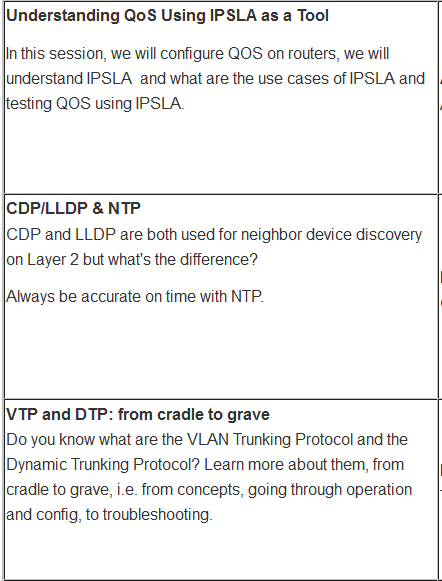 Understanding QoS Using IPSLA as a Tool
In this session, we will configure QOS on routers, we will
understand IPSLA  and what are the use cases of IPSLA and
testing QOS using IPSLA.
CDP/LLDP & NTP
CDP and LLDP are both used for neighbor device discovery
on Layer 2 but what's the difference?
Always be accurate on time with NTP.
VTP and DTP: from cradle to grave
Do you know what are the VLAN Trunking Protocol and the
Dynamic Trunking Protocol? Learn more about them, from
cradle to grave, i.e. from concepts, going through operation
and config, to troubleshooting.